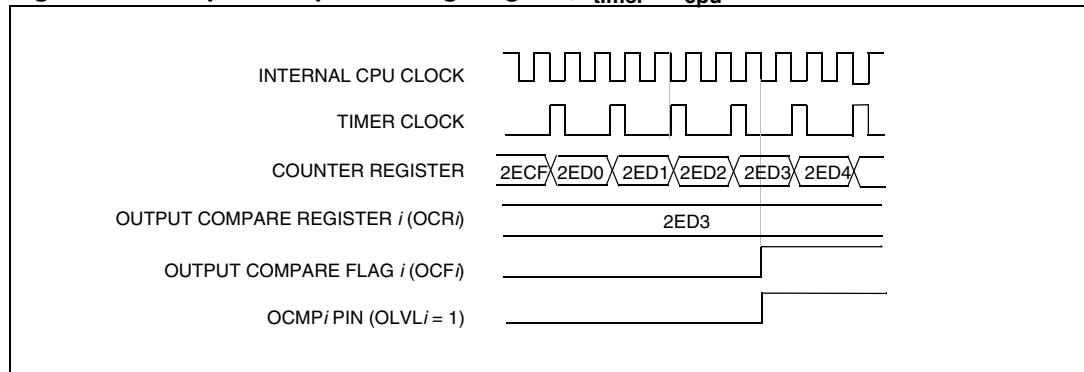 INTERNAL CPU CLOCK
TIMER CLOCK
COUNTER REGISTER 2ECF 2ED0 2ED1 2ED2 2ED3 2ED4
OUTPUT COMPARE REGISTER i (OCRi) 2ED3
OUTPUT COMPARE FLAG i (OCFi)
OCMPi PIN (OLVLi = 1)